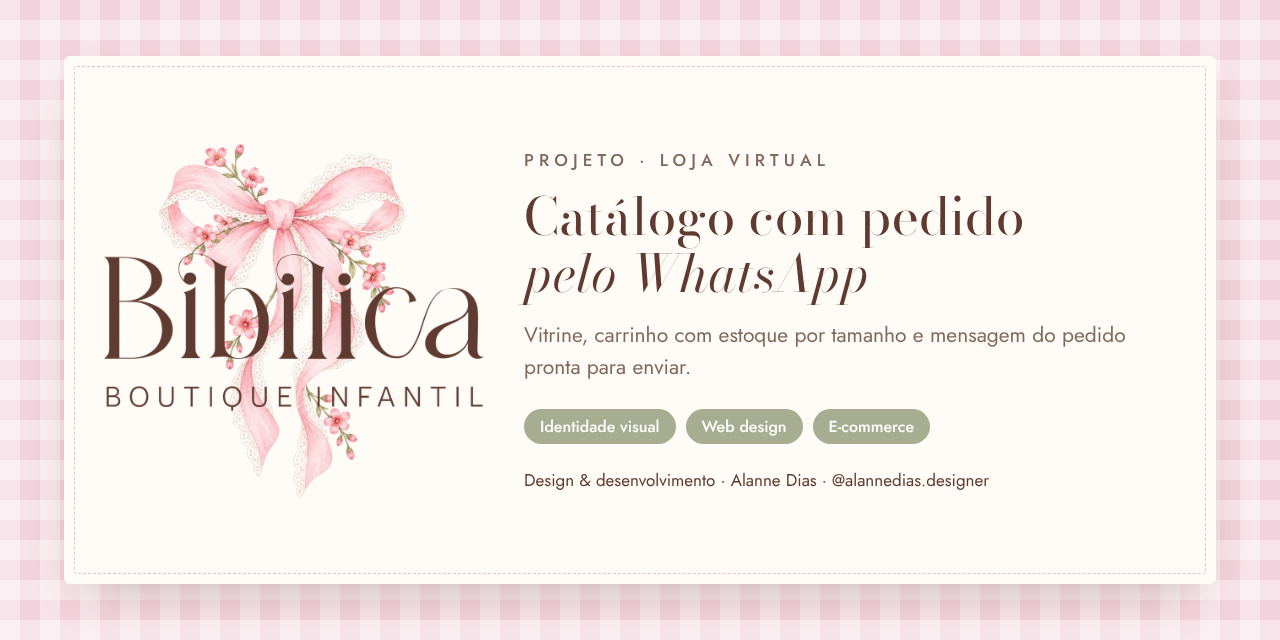 Bibilica
BOUTIQUE INFANTIL
PROJETO · LOJA VIRTUAL
Catálogo com pedido
pelo WhatsApp
Vitrine, carrinho com estoque por tamanho e mensagem do pedido
pronta para enviar.
Identidade visual
Web design
E-commerce
Design & desenvolvimento · Alanne Dias · @alannedias.designer